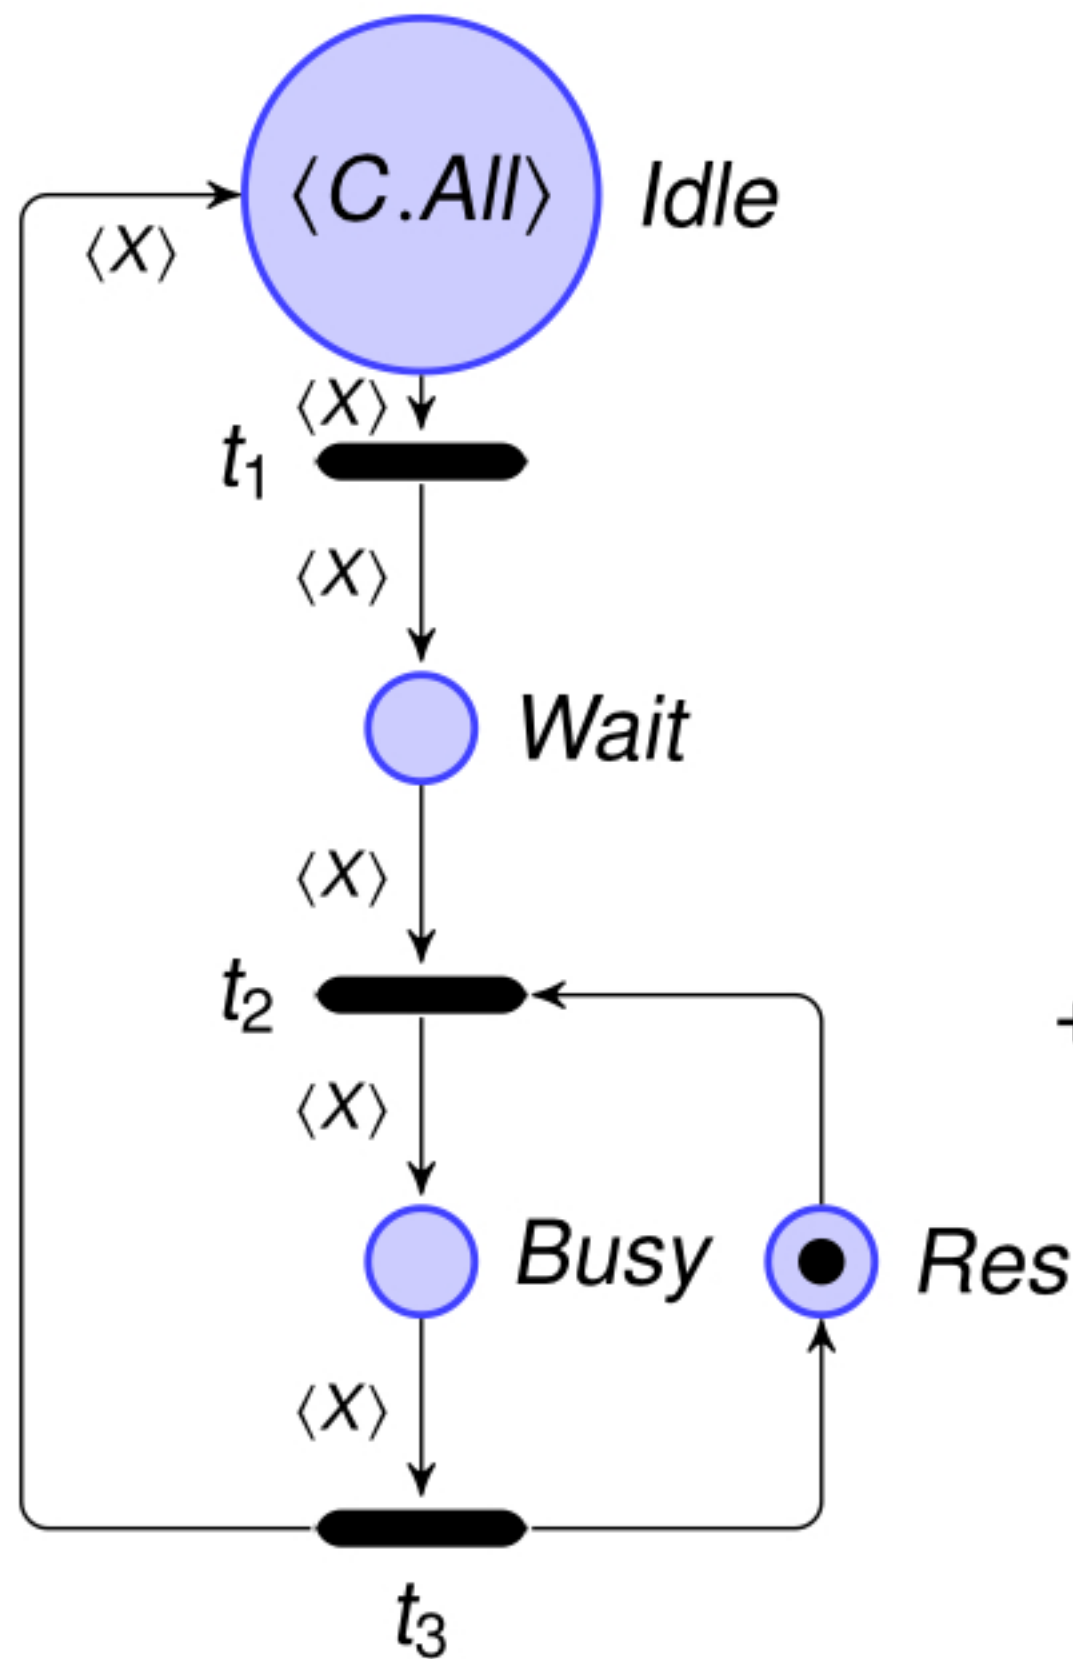 ⟨C.All⟩ Idle
⟨X⟩
⟨X⟩
t₁
⟨X⟩
Wait
⟨X⟩
t₂
⟨X⟩
Busy
Res
⟨X⟩
t₃